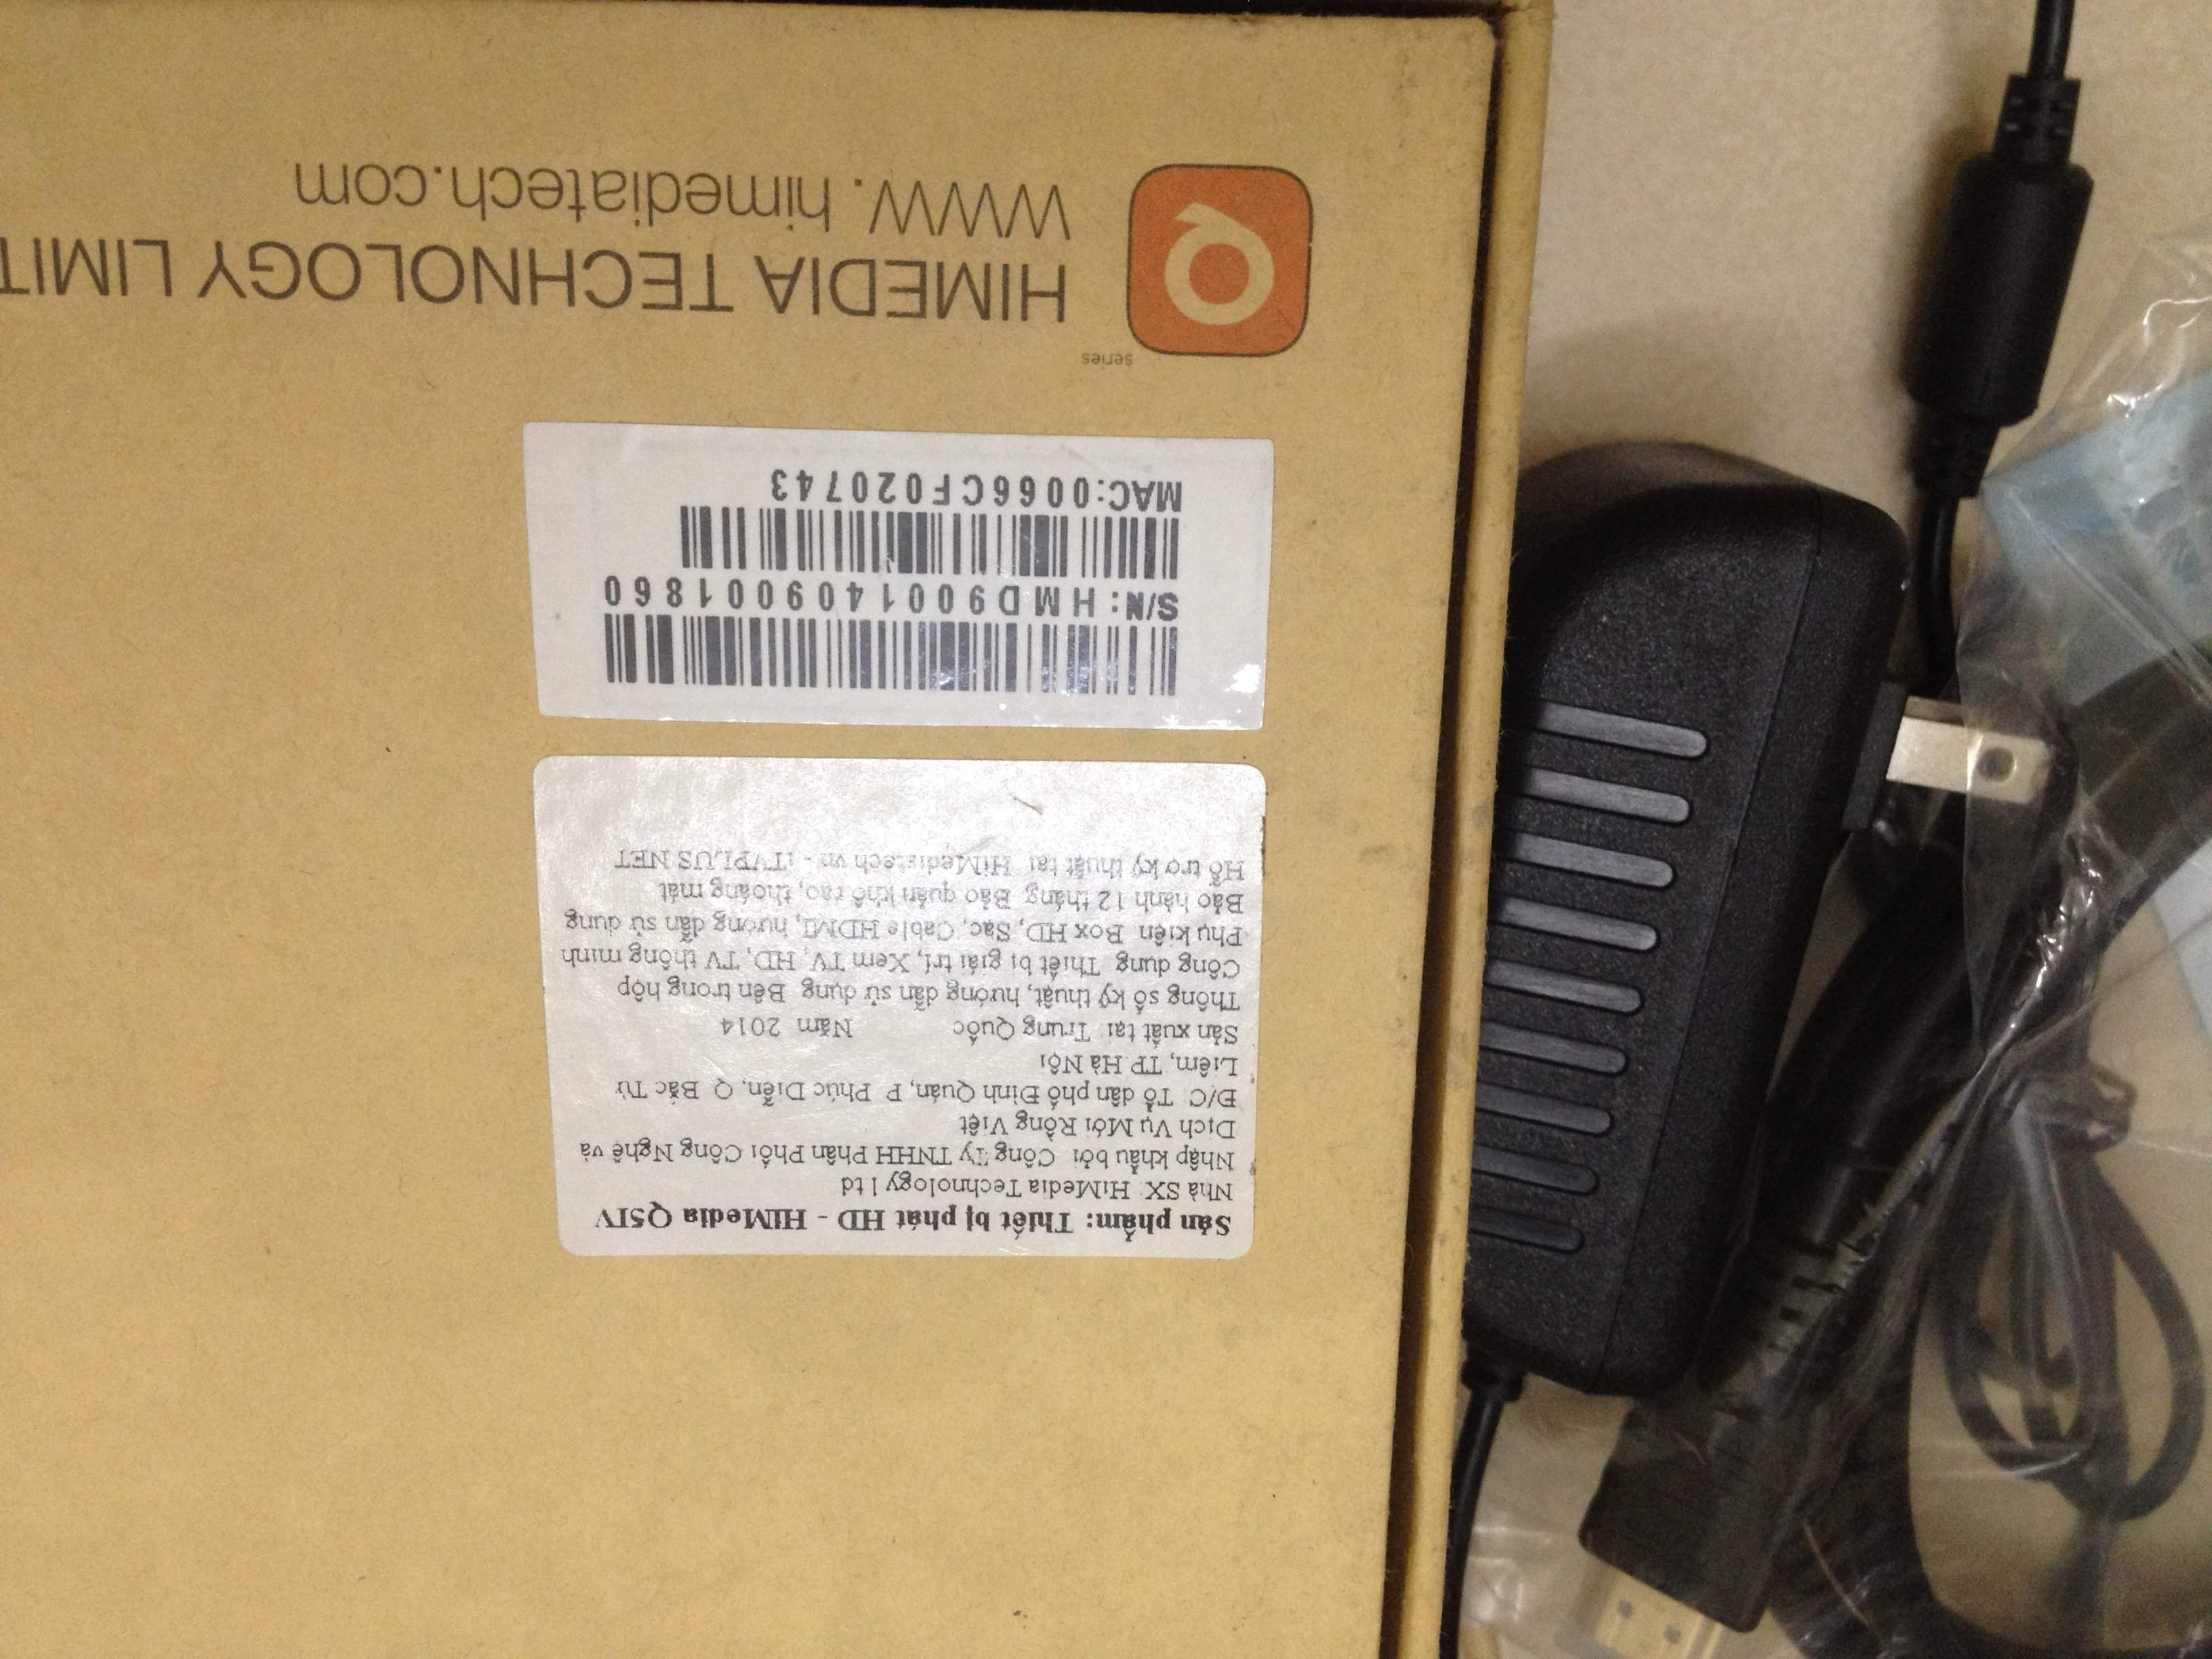 Sản phẩm: Thiết bị phát HD - HiMedia Q5IV
Nhà SX: HiMedia Technology ltd
Nhập khẩu bởi: Công Ty TNHH Phân Phối Công Nghệ và
Dịch Vụ Mới Rồng Việt
Đ/C: Tổ dân phố Đình Quán, P. Phúc Diễn, Q. Bắc Từ
Liêm, TP Hà Nội
Sản xuất tại: Trung Quốc Năm 2014
Thông số kỹ thuật, hướng dẫn sử dụng: Bên trong hộp
Công dụng: Thiết bị giải trí, Xem TV, HD, TV thông minh
Phụ kiện: Box HD, Sạc, Cable HDMI, hướng dẫn sử dụng
Bảo hành 12 tháng. Bảo quản khô ráo, thoáng mát
Hỗ trợ kỹ thuật tại: HiMediatech.vn - iTVPLUS.NET
S/N:HMD9001409001860
MAC:0066CF020743
series
HIMEDIA TECHNOLOGY LIMIT
www.himediatech.com